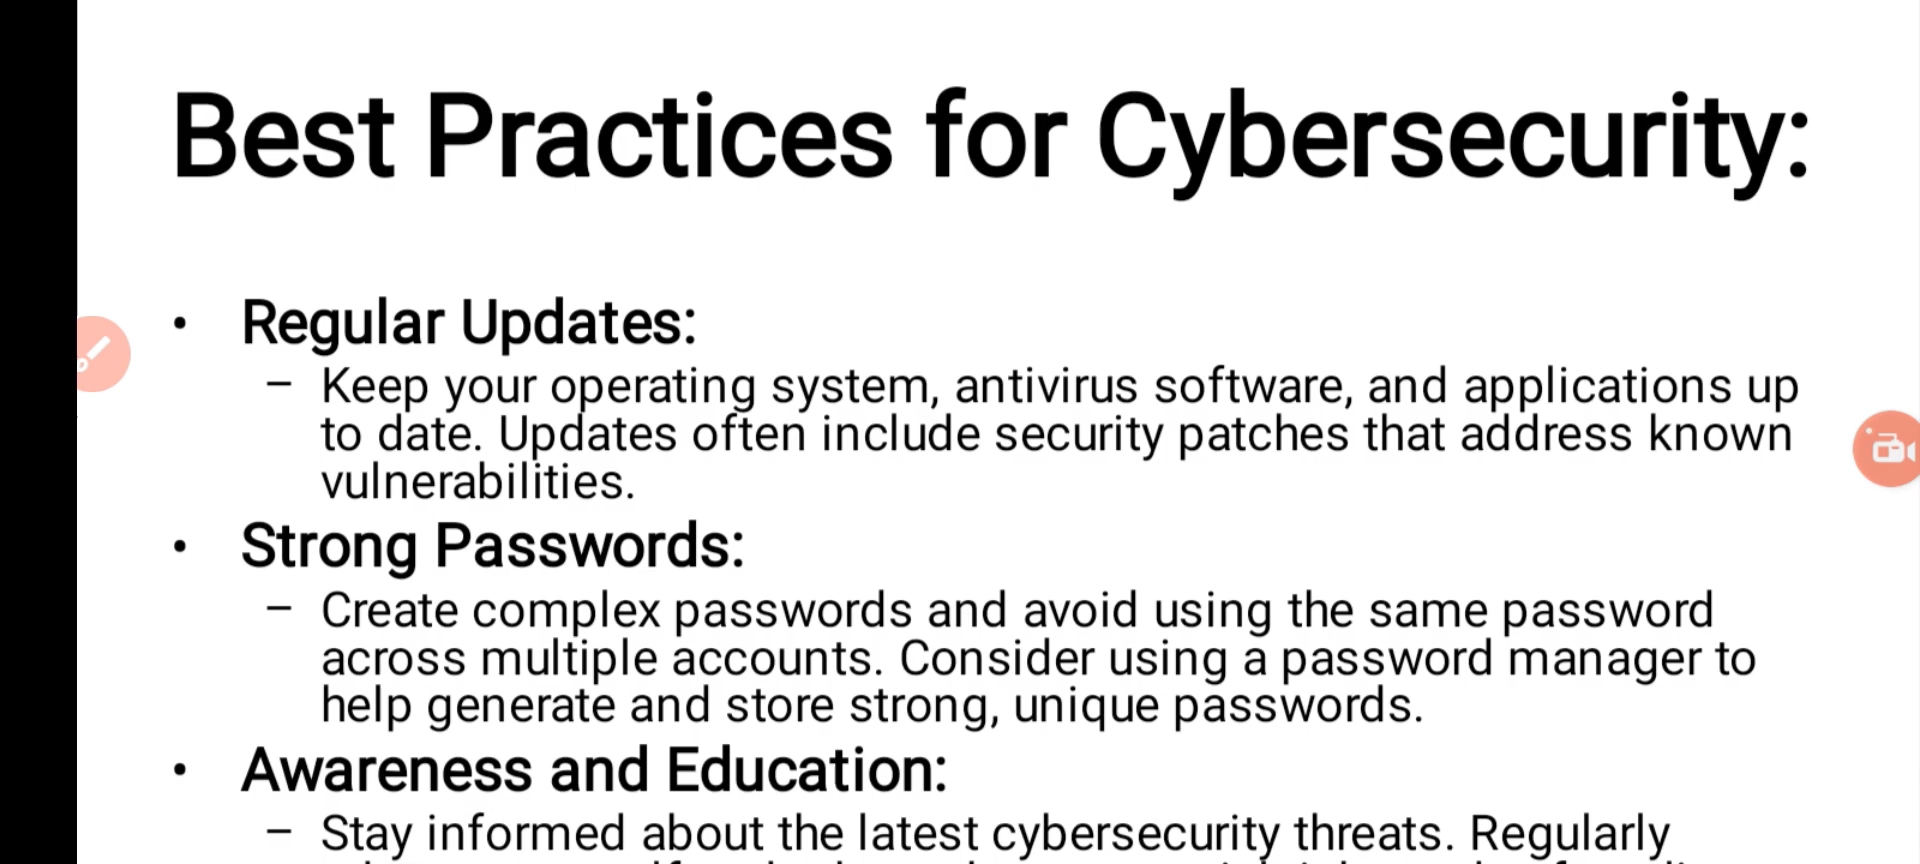 Best Practices for Cybersecurity:
• Regular Updates:
– Keep your operating system, antivirus software, and applications up
to date. Updates often include security patches that address known
vulnerabilities.
• Strong Passwords:
– Create complex passwords and avoid using the same password
across multiple accounts. Consider using a password manager to
help generate and store strong, unique passwords.
• Awareness and Education:
– Stay informed about the latest cybersecurity threats. Regularly